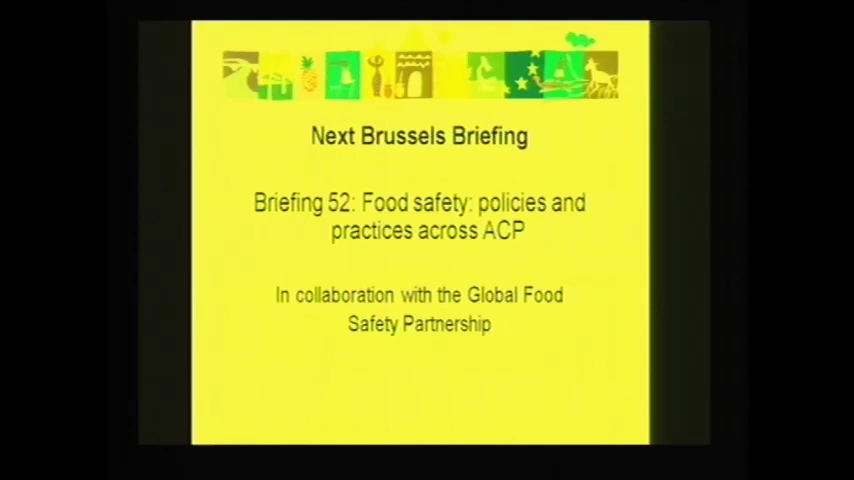 Next Brussels Briefing
Briefing 52: Food safety: policies and
practices across ACP
In collaboration with the Global Food
Safety Partnership